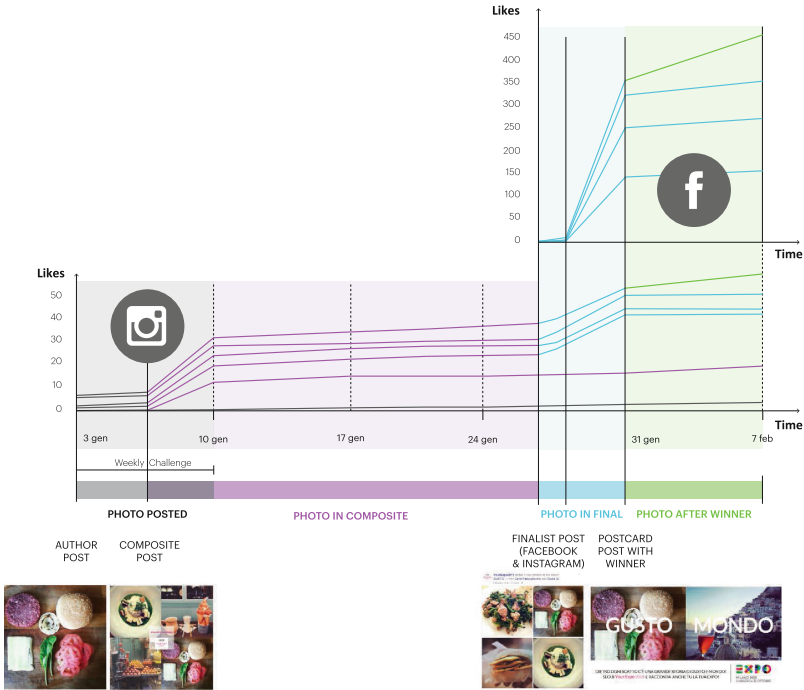 Likes
450
400
350
300
250
200
150
100
50
0
f
Time
Likes
50
40
30
20
10
0
Time
3 gen
10 gen
17 gen
24 gen
31 gen
7 feb
Weekly Challenge
PHOTO POSTED
PHOTO IN COMPOSITE
PHOTO IN FINAL
PHOTO AFTER WINNER
AUTHOR
POST
COMPOSITE
POST
FINALIST POST
(FACEBOOK
& INSTAGRAM)
POSTCARD
POST WITH
WINNER
GUSTO MONDO
EXPO